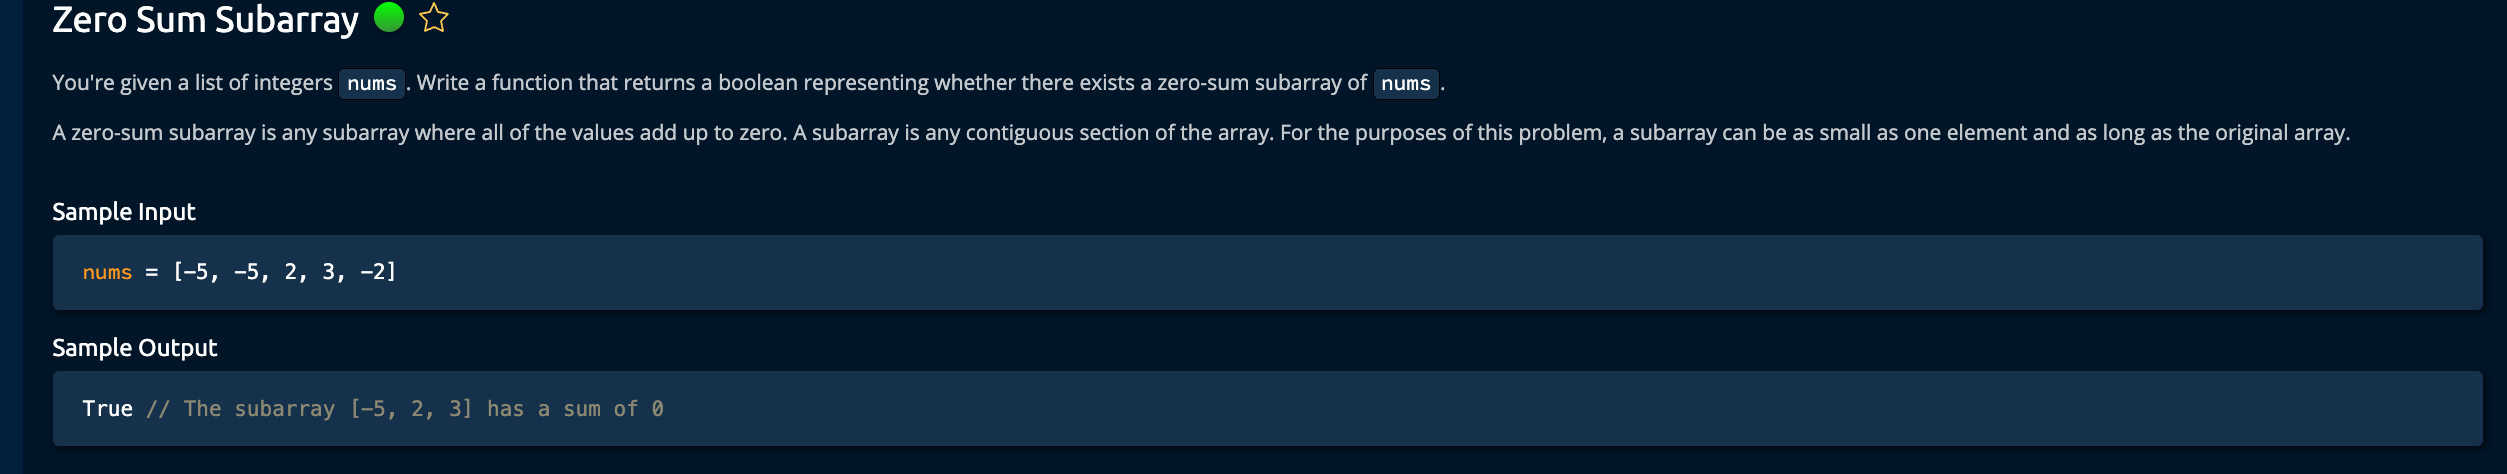 Zero Sum Subarray
You're given a list of integers nums . Write a function that returns a boolean representing whether there exists a zero-sum subarray of nums .
A zero-sum subarray is any subarray where all of the values add up to zero. A subarray is any contiguous section of the array. For the purposes of this problem, a subarray can be as small as one element and as long as the original array.
Sample Input
nums = [-5, -5, 2, 3, -2]
Sample Output
True // The subarray [-5, 2, 3] has a sum of 0